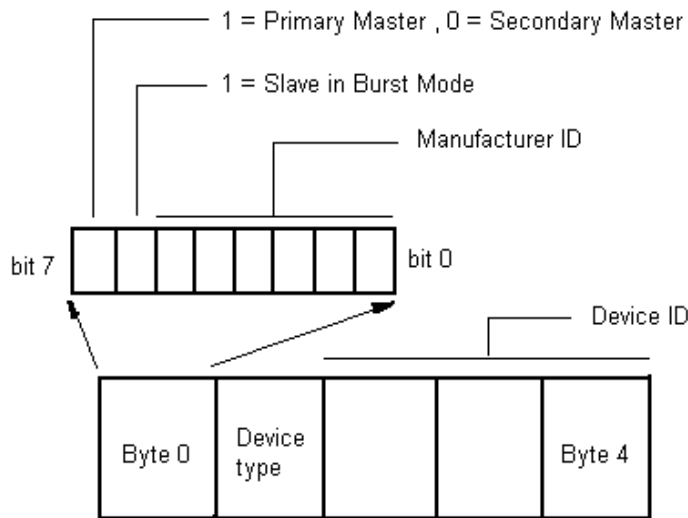 1 = Primary Master , 0 = Secondary Master
1 = Slave in Burst Mode
Manufacturer ID
bit 7
bit 0
Device ID
Byte 0
Device
type
Byte 4